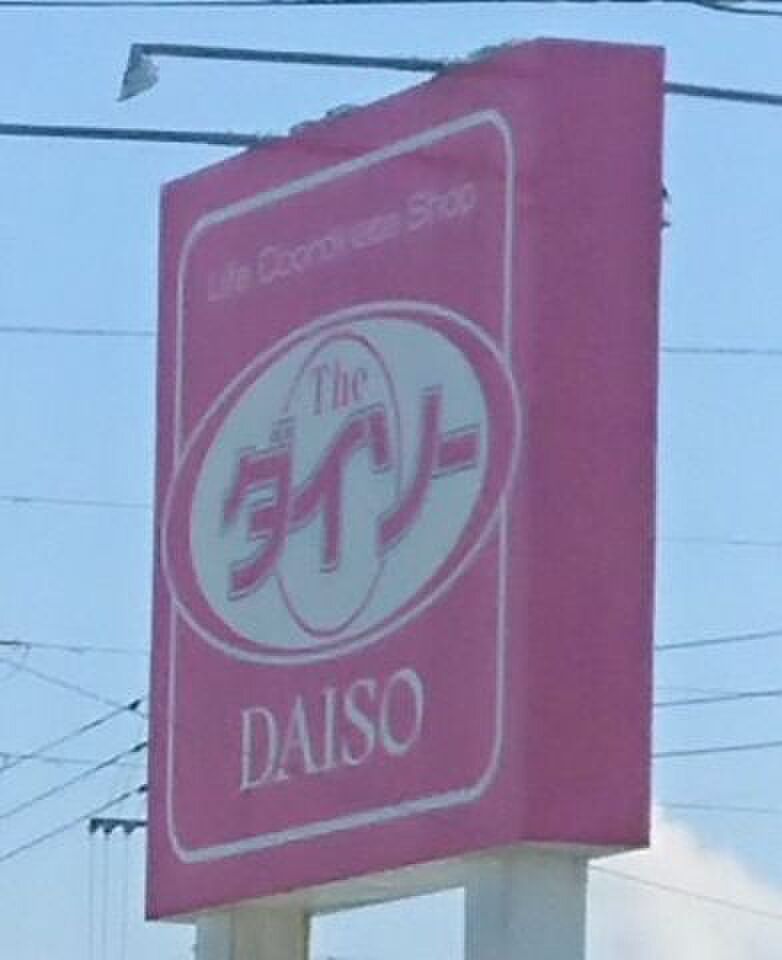 Life Coordinate Shop
The
ダイソー
DAISO